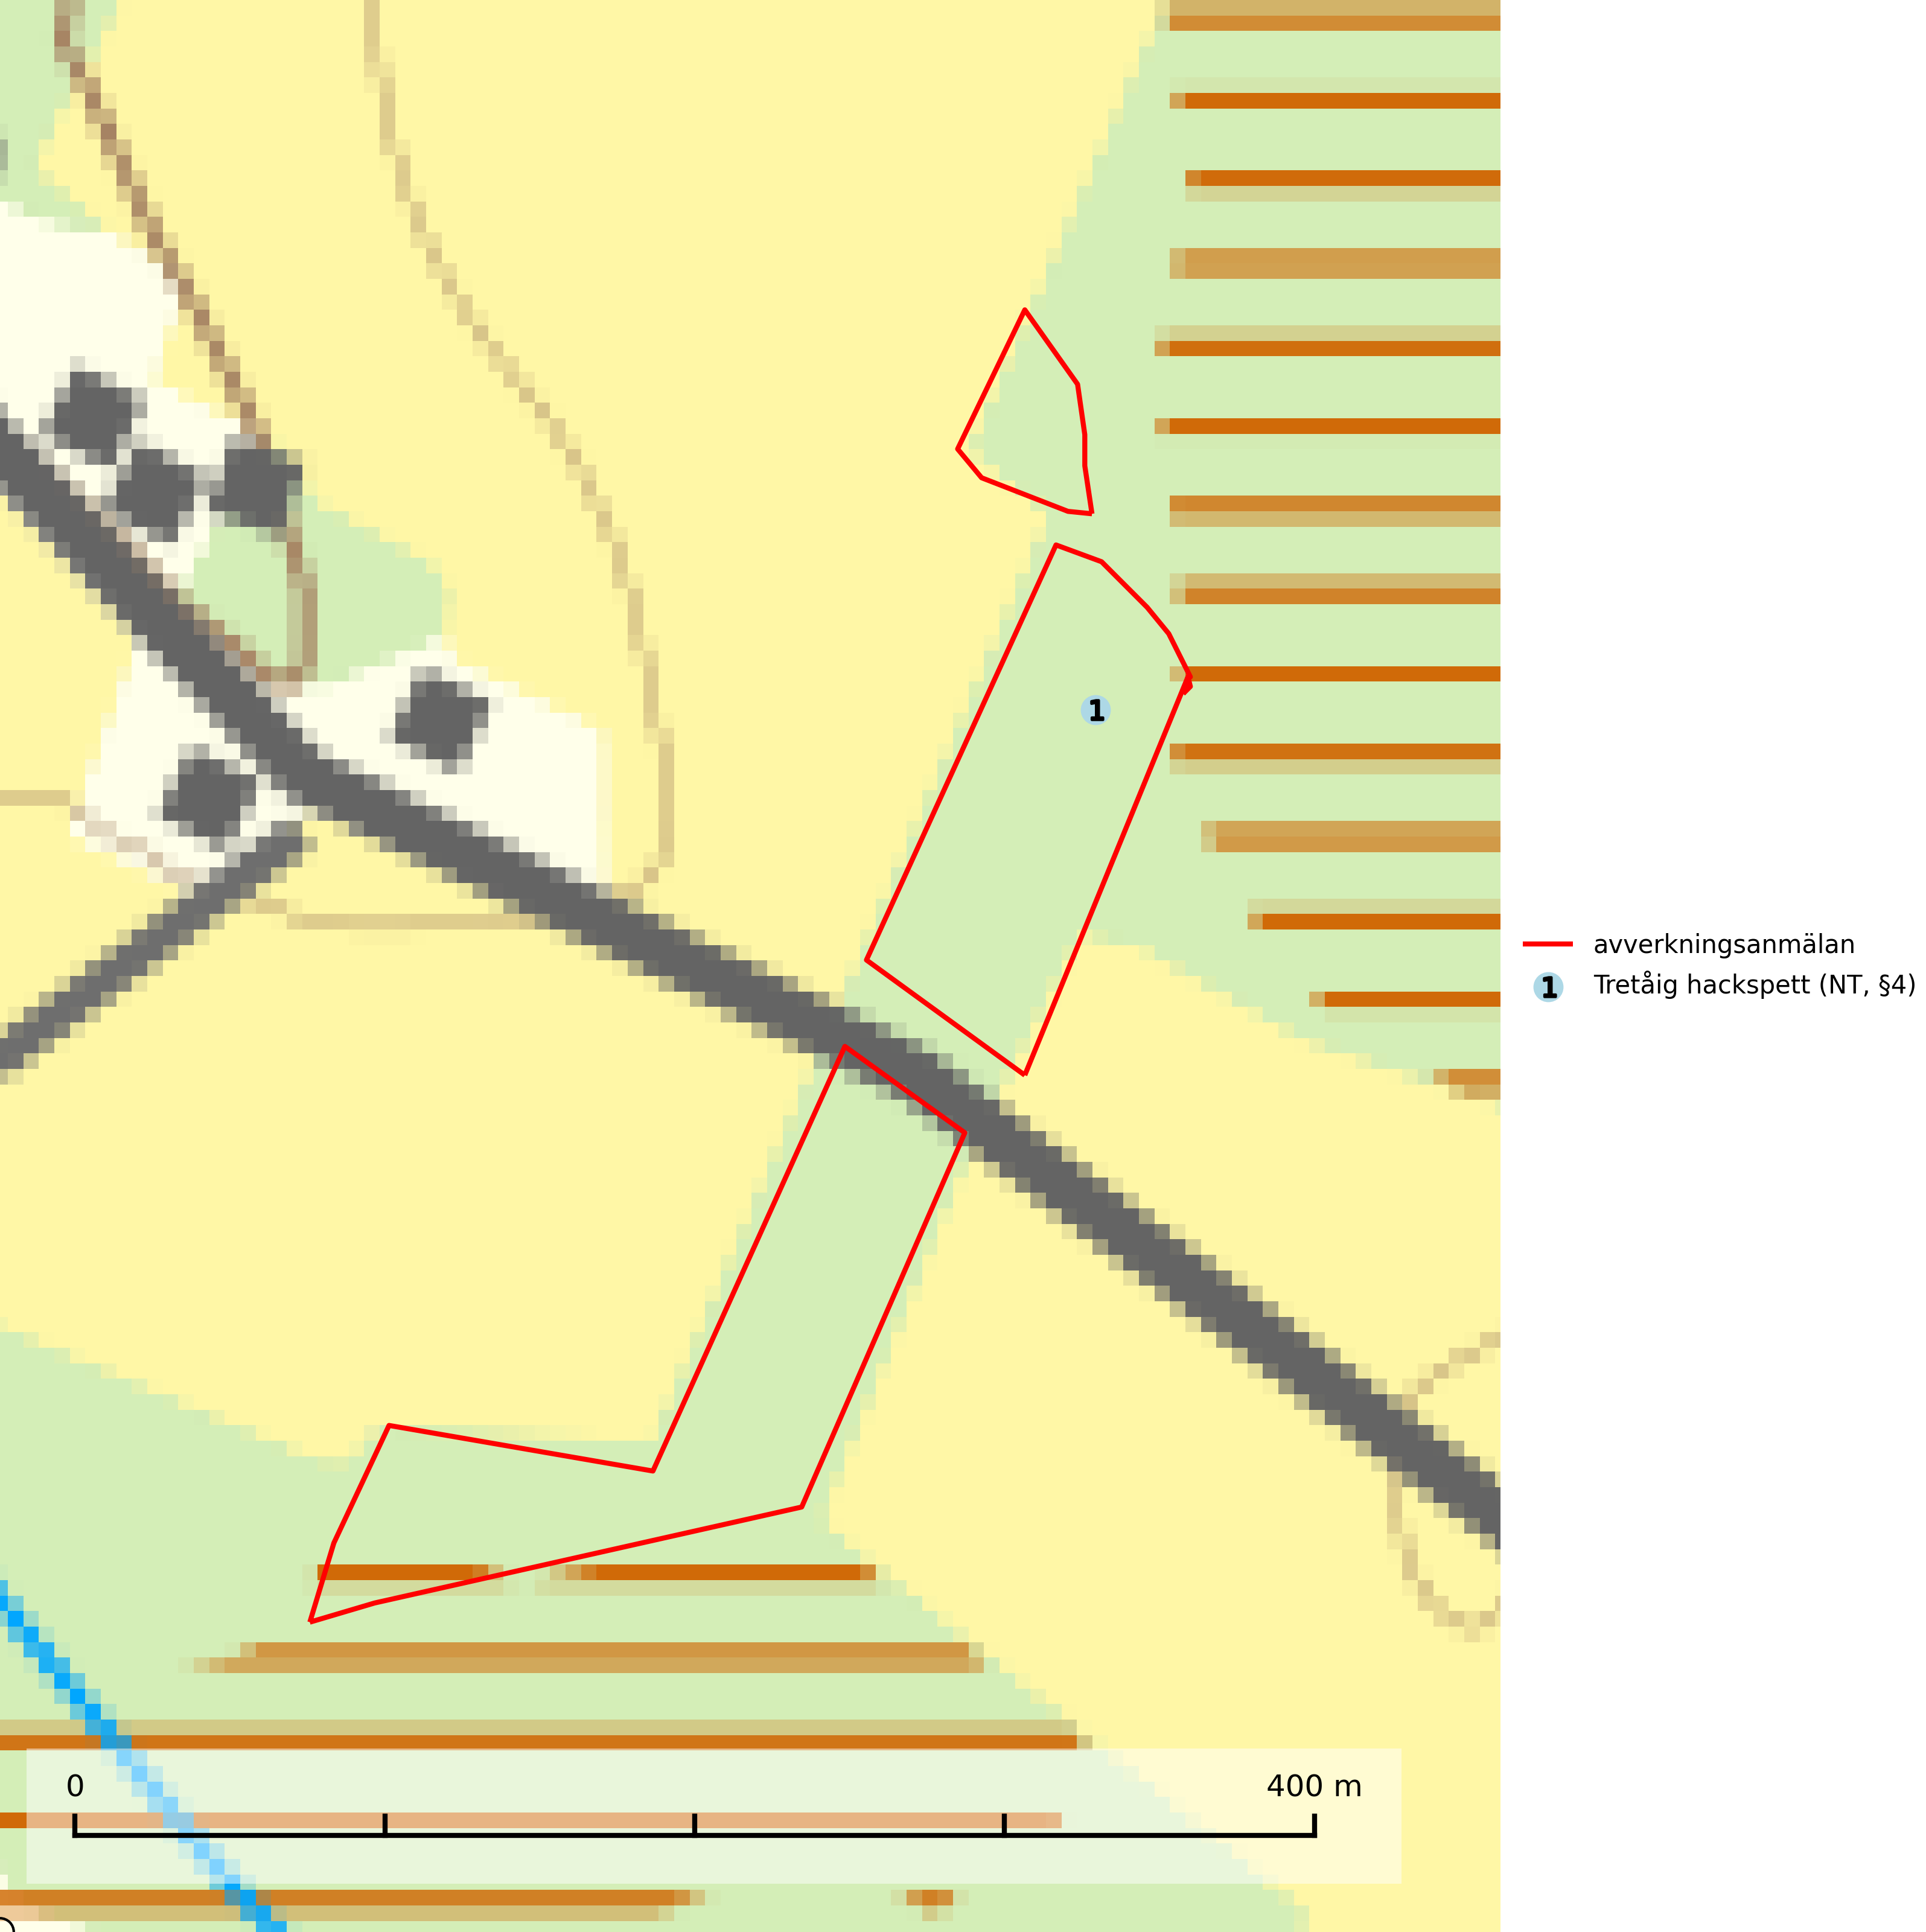 1
avverkningsanmälan
1 Tretåig hackspett (NT, §4)
0 400 m